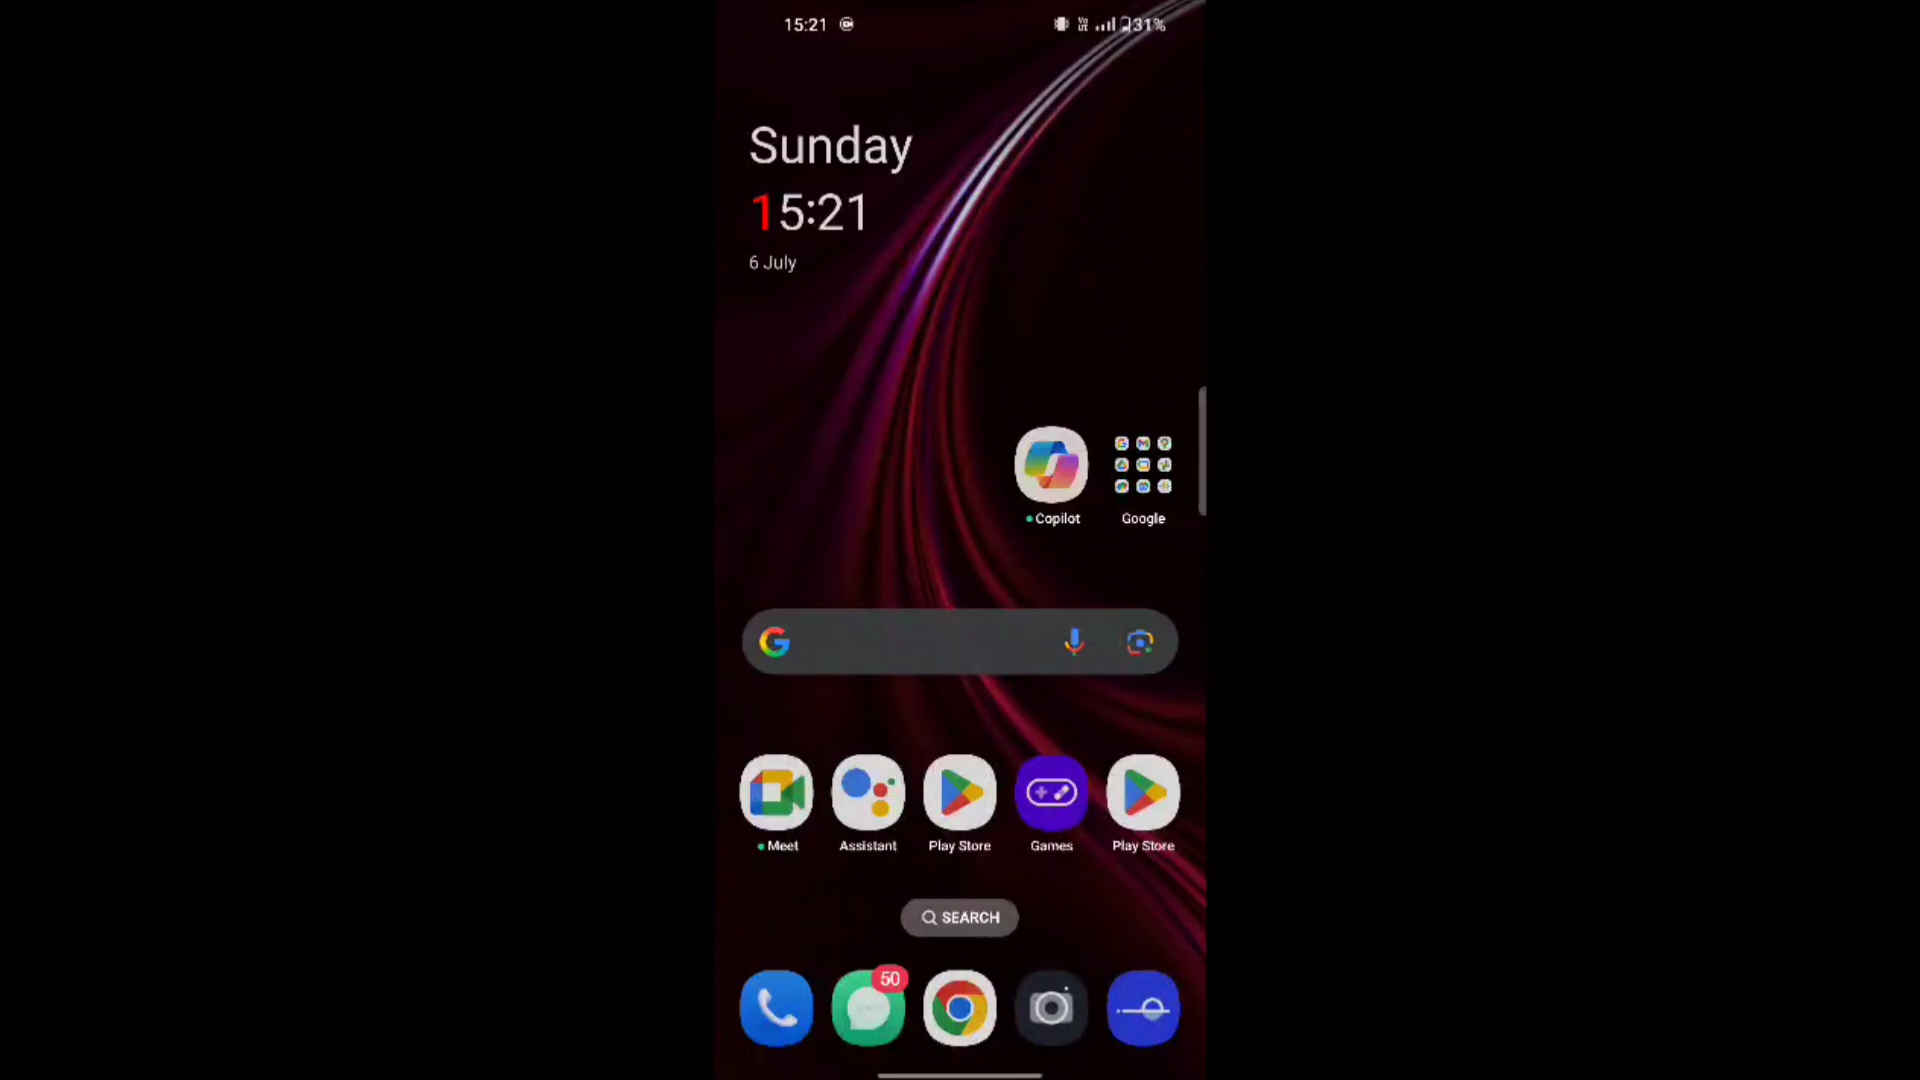 15:21
31%
Sunday
15:21
6 July
Copilot
Google
Meet
Assistant
Play Store
Games
Play Store
SEARCH
50